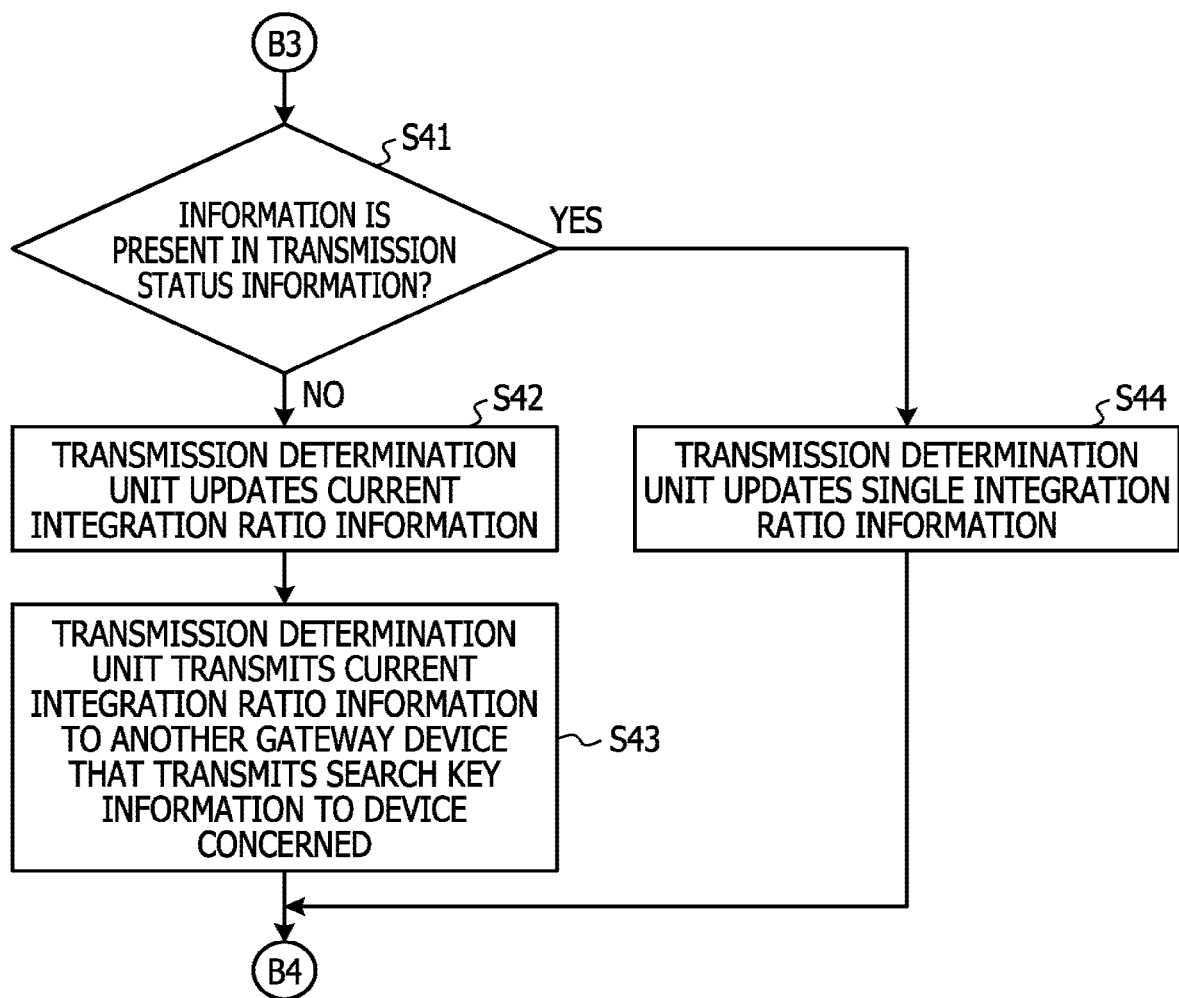 B3
S41
INFORMATION IS
PRESENT IN TRANSMISSION
STATUS INFORMATION?
YES
NO
S42
TRANSMISSION DETERMINATION
UNIT UPDATES CURRENT
INTEGRATION RATIO INFORMATION
S44
TRANSMISSION DETERMINATION
UNIT UPDATES SINGLE INTEGRATION
RATIO INFORMATION
TRANSMISSION DETERMINATION
UNIT TRANSMITS CURRENT
INTEGRATION RATIO INFORMATION
TO ANOTHER GATEWAY DEVICE
THAT TRANSMITS SEARCH KEY
INFORMATION TO DEVICE
CONCERNED
S43
B4